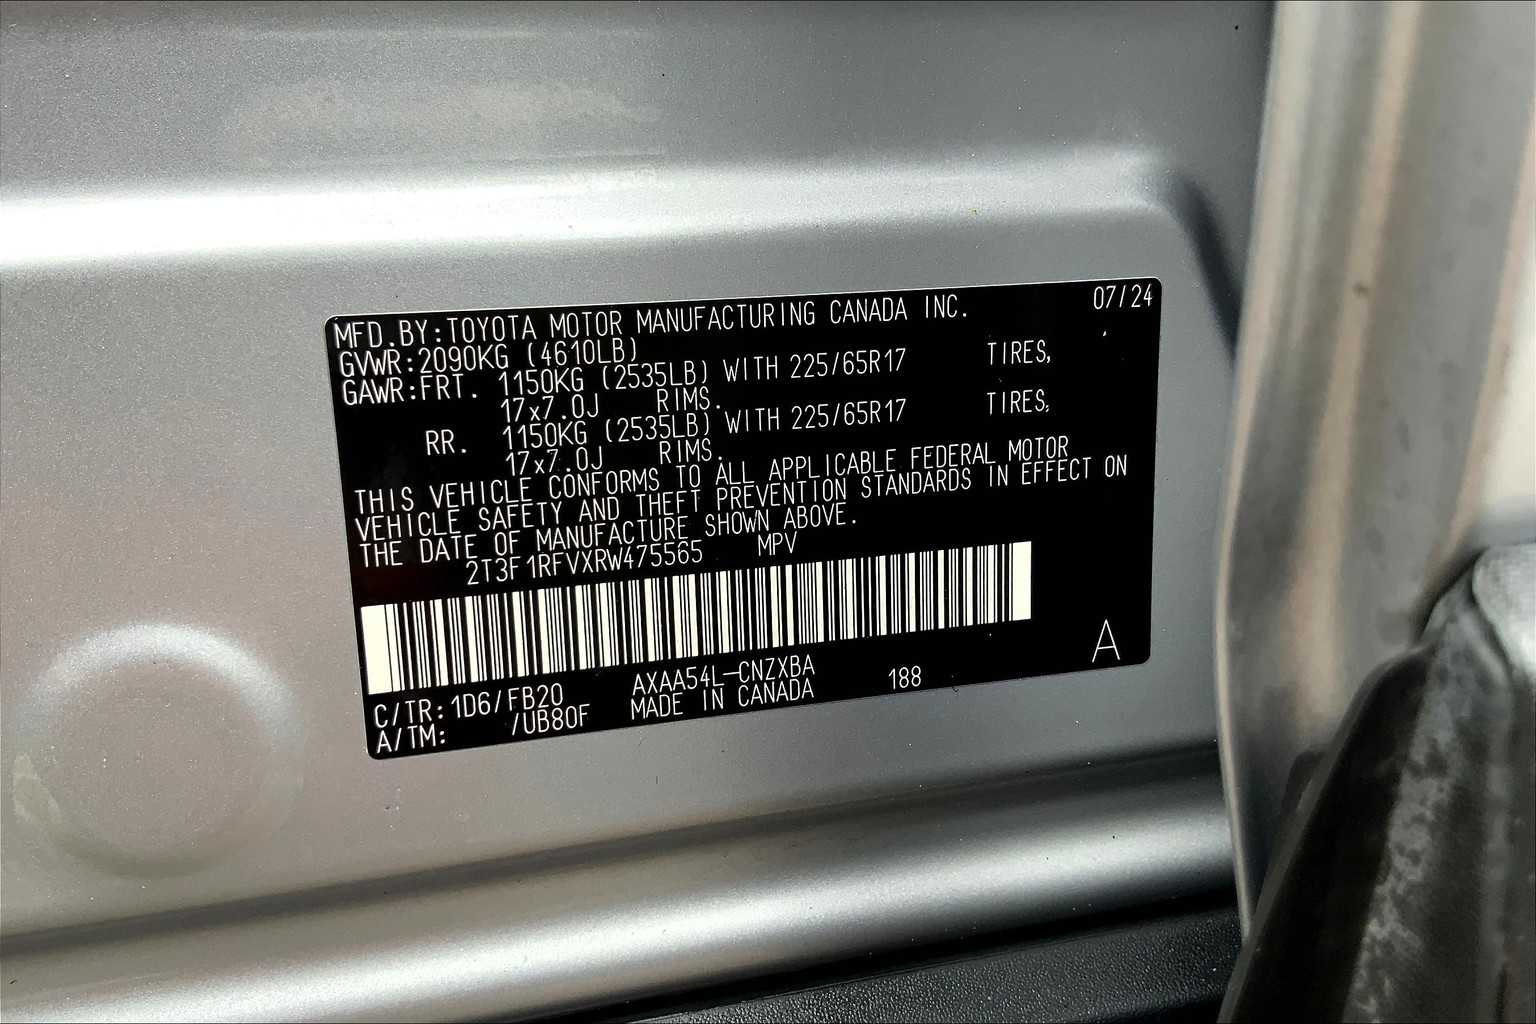 MFD.BY:TOYOTA MOTOR MANUFACTURING CANADA INC. 07/24
GVWR:2090KG (4610LB)
GAWR:FRT. 1150KG (2535LB) WITH 225/65R17 TIRES,
17x7.0J RIMS.
RR. 1150KG (2535LB) WITH 225/65R17 TIRES,
17x7.0J RIMS.
THIS VEHICLE CONFORMS TO ALL APPLICABLE FEDERAL MOTOR
VEHICLE SAFETY AND THEFT PREVENTION STANDARDS IN EFFECT ON
THE DATE OF MANUFACTURE SHOWN ABOVE.
2T3F1RFVXRW475565 MPV
A
C/TR:1D6/FB20 AXAA54L-CNZXBA 188
A/TM: /UB80F MADE IN CANADA